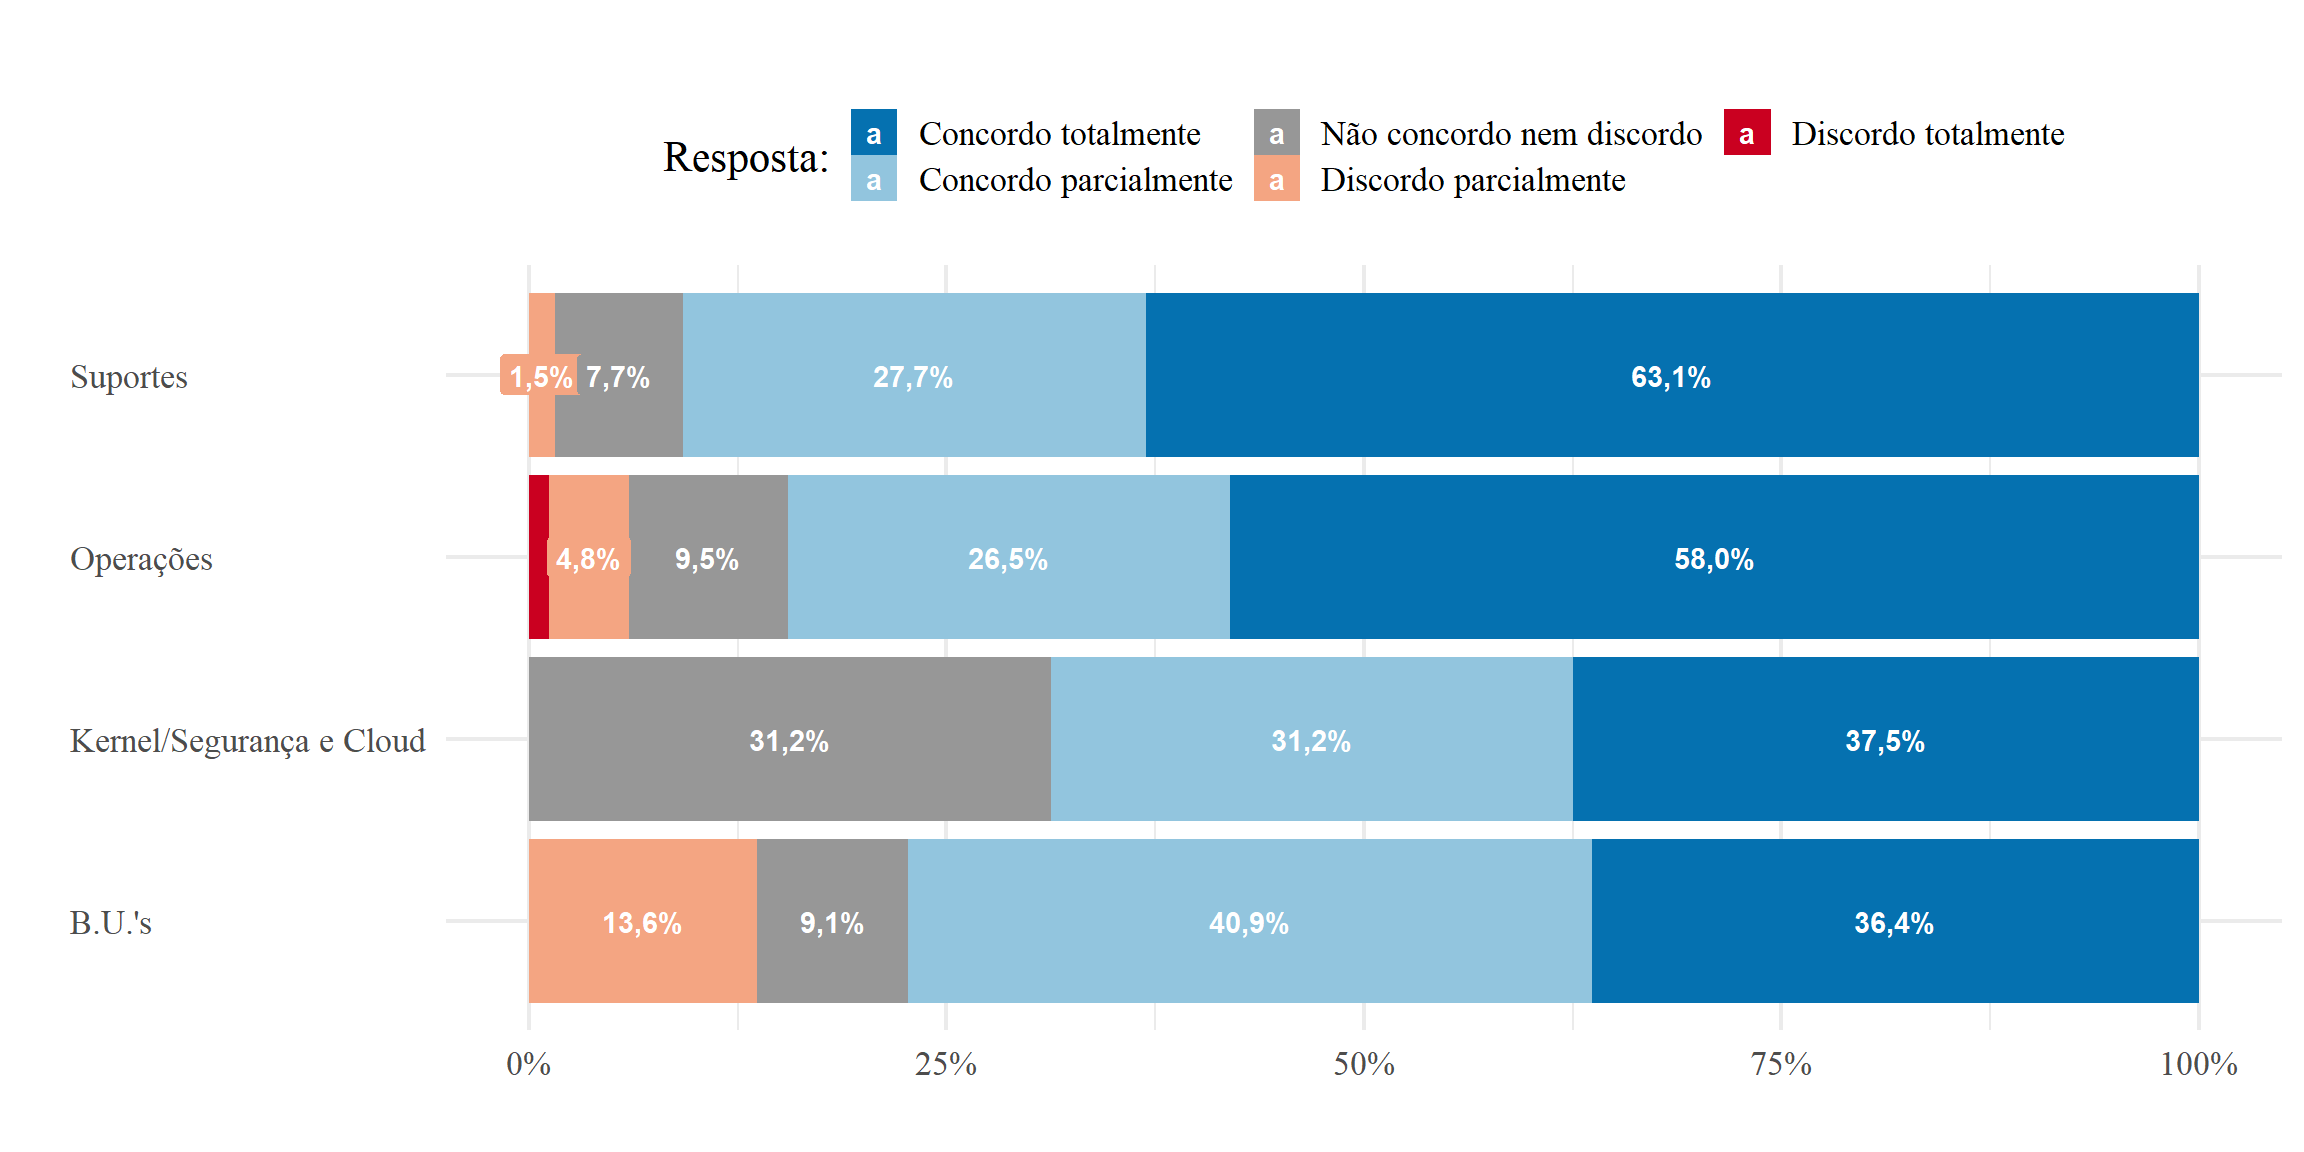 Resposta:
a Concordo totalmente
a Concordo parcialmente
a Não concordo nem discordo
a Discordo parcialmente
a Discordo totalmente
Suportes
1,5% 7,7% 27,7% 63,1%
Operações
4,8% 9,5% 26,5% 58,0%
Kernel/Segurança e Cloud
31,2% 31,2% 37,5%
B.U.'s
13,6% 9,1% 40,9% 36,4%
0% 25% 50% 75% 100%